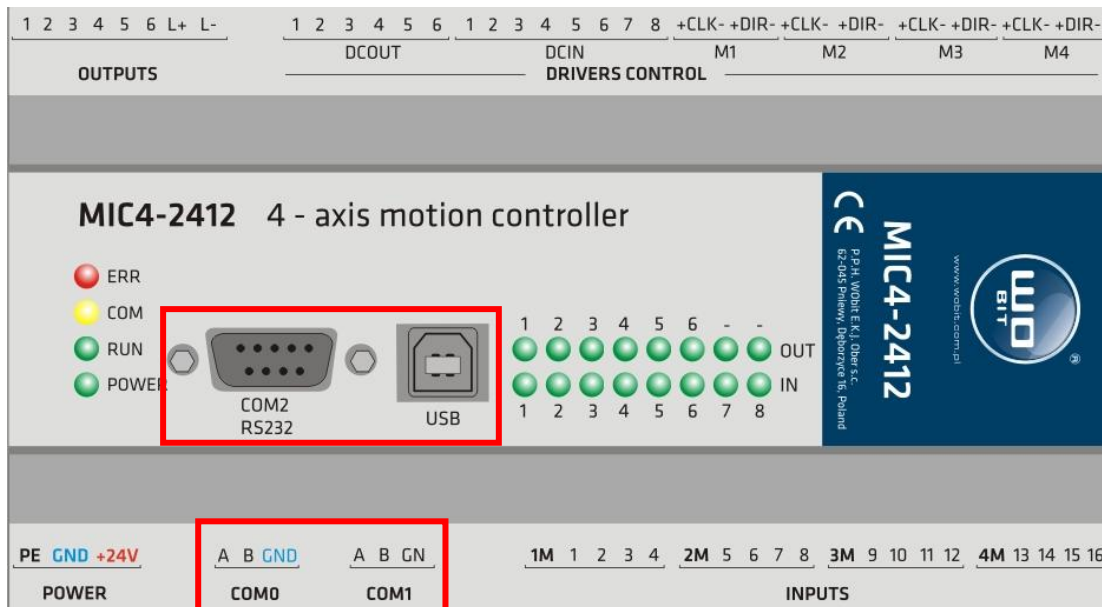 1 2 3 4 5 6 L+ L- 1 2 3 4 5 6 1 2 3 4 5 6 7 8 +CLK- +DIR- +CLK- +DIR- +CLK- +DIR- +CLK- +DIR-
DCOUT DCIN M1 M2 M3 M4
OUTPUTS DRIVERS CONTROL
MIC4-2412 4 - axis motion controller
ERR
COM
RUN
POWER
COM2
RS232
USB
1 2 3 4 5 6 - -
OUT
IN
1 2 3 4 5 6 7 8
CE
P.P.H. WObit E.K.J. Ober s.c.
62-045 Pniewy, Dęborzyce 16, Poland
MIC4-2412
www.wobit.com.pl
WO
BIT
®
PE GND +24V A B GND A B GN 1M 1 2 3 4 2M 5 6 7 8 3M 9 10 11 12 4M 13 14 15 16
POWER COM0 COM1 INPUTS